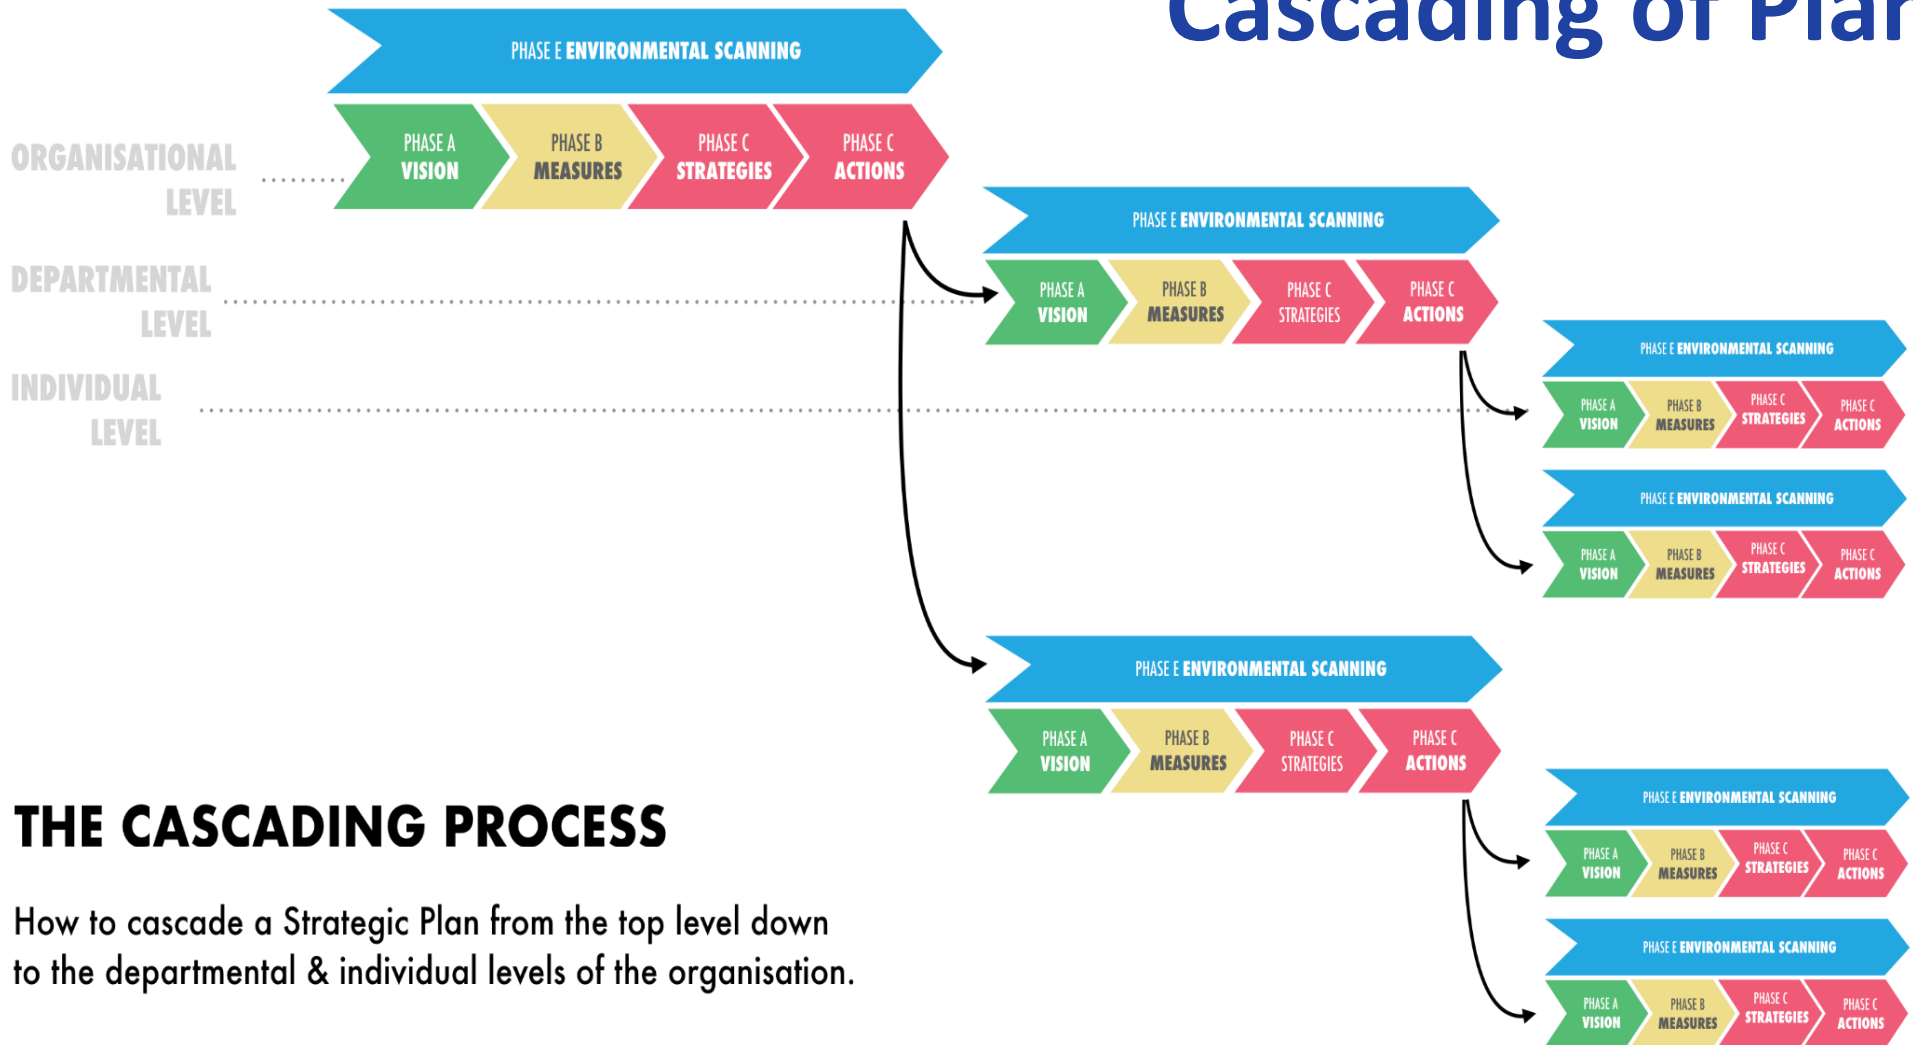 Cascading of Plan
PHASE E ENVIRONMENTAL SCANNING
ORGANISATIONAL
LEVEL
PHASE A
VISION
PHASE B
MEASURES
PHASE C
STRATEGIES
PHASE C
ACTIONS
DEPARTMENTAL
LEVEL
PHASE E ENVIRONMENTAL SCANNING
PHASE A
VISION
PHASE B
MEASURES
PHASE C
STRATEGIES
PHASE C
ACTIONS
INDIVIDUAL
LEVEL
PHASE E ENVIRONMENTAL SCANNING
PHASE A
VISION
PHASE B
MEASURES
PHASE C
STRATEGIES
PHASE C
ACTIONS
PHASE E ENVIRONMENTAL SCANNING
PHASE A
VISION
PHASE B
MEASURES
PHASE C
STRATEGIES
PHASE C
ACTIONS
PHASE E ENVIRONMENTAL SCANNING
PHASE A
VISION
PHASE B
MEASURES
PHASE C
STRATEGIES
PHASE C
ACTIONS
PHASE E ENVIRONMENTAL SCANNING
PHASE A
VISION
PHASE B
MEASURES
PHASE C
STRATEGIES
PHASE C
ACTIONS
PHASE E ENVIRONMENTAL SCANNING
PHASE A
VISION
PHASE B
MEASURES
PHASE C
STRATEGIES
PHASE C
ACTIONS
THE CASCADING PROCESS
How to cascade a Strategic Plan from the top level down
to the departmental & individual levels of the organisation.